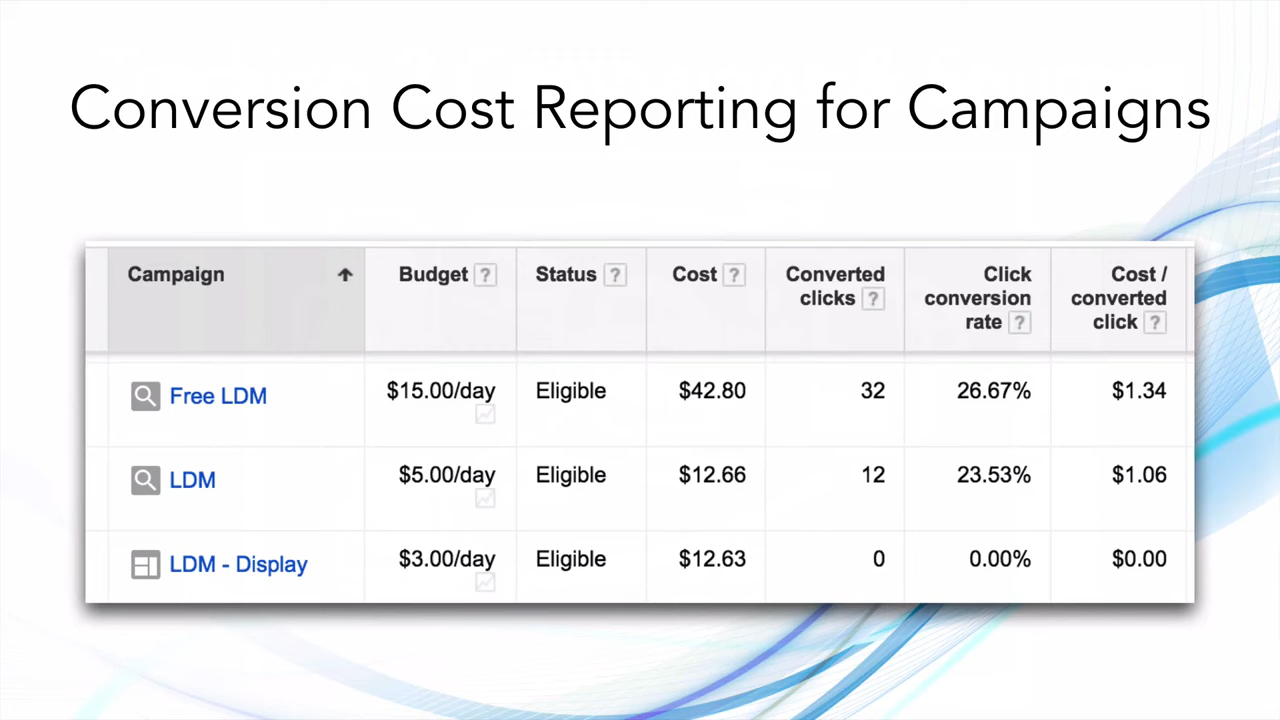 Conversion Cost Reporting for Campaigns
Campaign Budget ? Status ? Cost ? Converted clicks ? Click conversion rate ? Cost / converted click ?
Free LDM $15.00/day Eligible $42.80 32 26.67% $1.34
LDM $5.00/day Eligible $12.66 12 23.53% $1.06
LDM - Display $3.00/day Eligible $12.63 0 0.00% $0.00